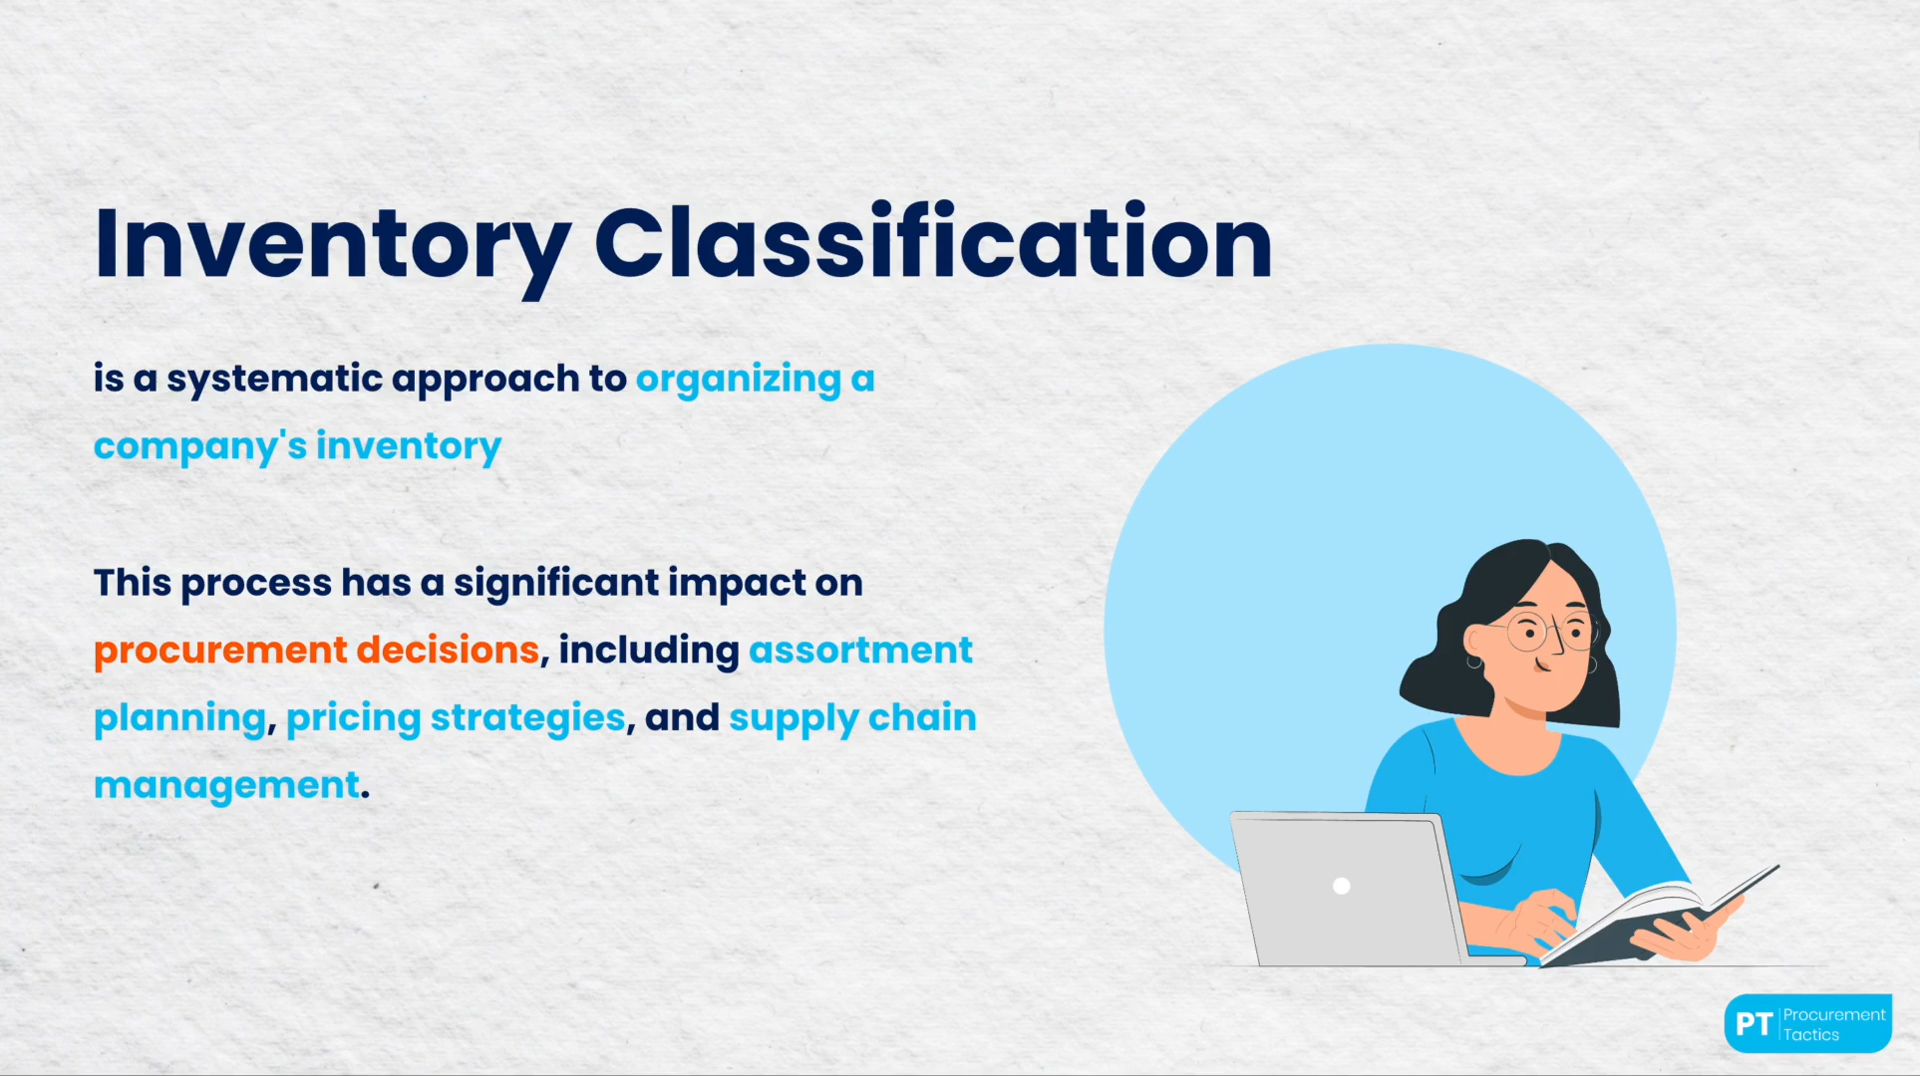 Inventory Classification
is a systematic approach to organizing a
company's inventory
This process has a significant impact on
procurement decisions, including assortment
planning, pricing strategies, and supply chain
management.
PT Procurement
Tactics